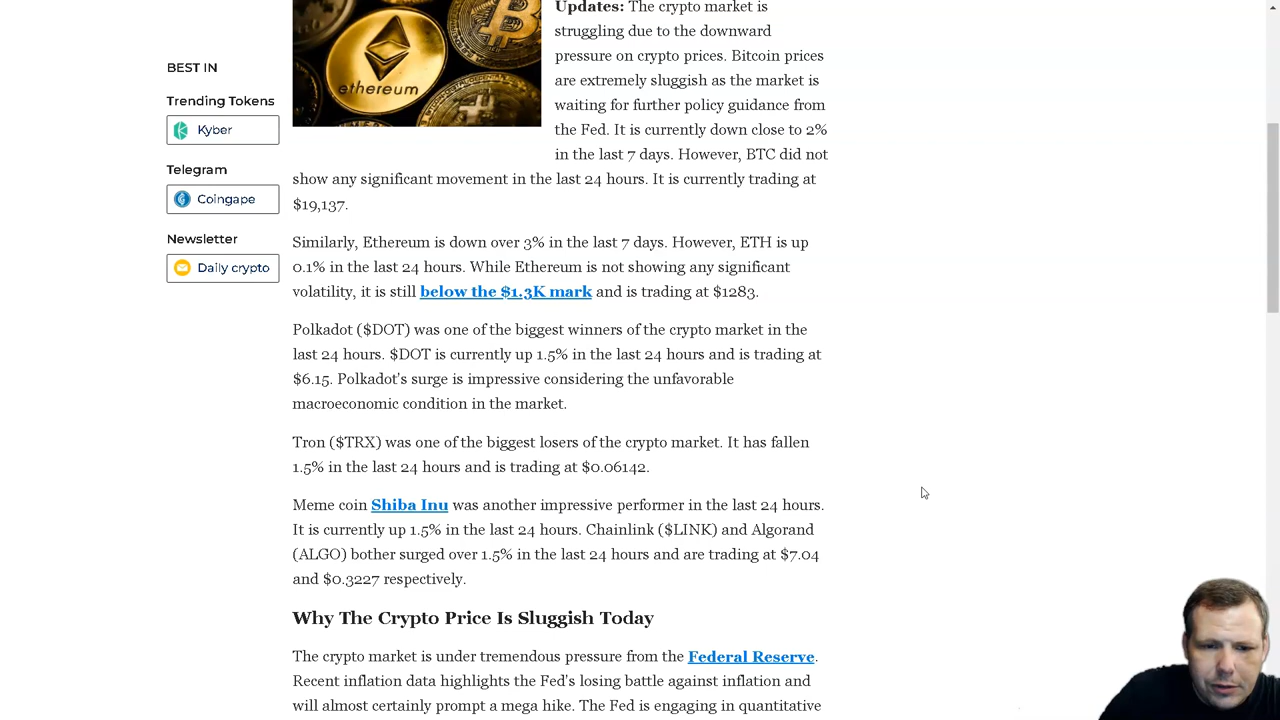 BEST IN
Trending Tokens
Kyber
Telegram
Coingape
Newsletter
Daily crypto
ethereum
Updates: The crypto market is
struggling due to the downward
pressure on crypto prices. Bitcoin prices
are extremely sluggish as the market is
waiting for further policy guidance from
the Fed. It is currently down close to 2%
in the last 7 days. However, BTC did not
show any significant movement in the last 24 hours. It is currently trading at
$19,137.
Similarly, Ethereum is down over 3% in the last 7 days. However, ETH is up
0.1% in the last 24 hours. While Ethereum is not showing any significant
volatility, it is still below the $1.3K mark and is trading at $1283.
Polkadot ($DOT) was one of the biggest winners of the crypto market in the
last 24 hours. $DOT is currently up 1.5% in the last 24 hours and is trading at
$6.15. Polkadot's surge is impressive considering the unfavorable
macroeconomic condition in the market.
Tron ($TRX) was one of the biggest losers of the crypto market. It has fallen
1.5% in the last 24 hours and is trading at $0.06142.
Meme coin Shiba Inu was another impressive performer in the last 24 hours.
It is currently up 1.5% in the last 24 hours. Chainlink ($LINK) and Algorand
(ALGO) bother surged over 1.5% in the last 24 hours and are trading at $7.04
and $0.3227 respectively.
Why The Crypto Price Is Sluggish Today
The crypto market is under tremendous pressure from the Federal Reserve.
Recent inflation data highlights the Fed's losing battle against inflation and
will almost certainly prompt a mega hike. The Fed is engaging in quantitative